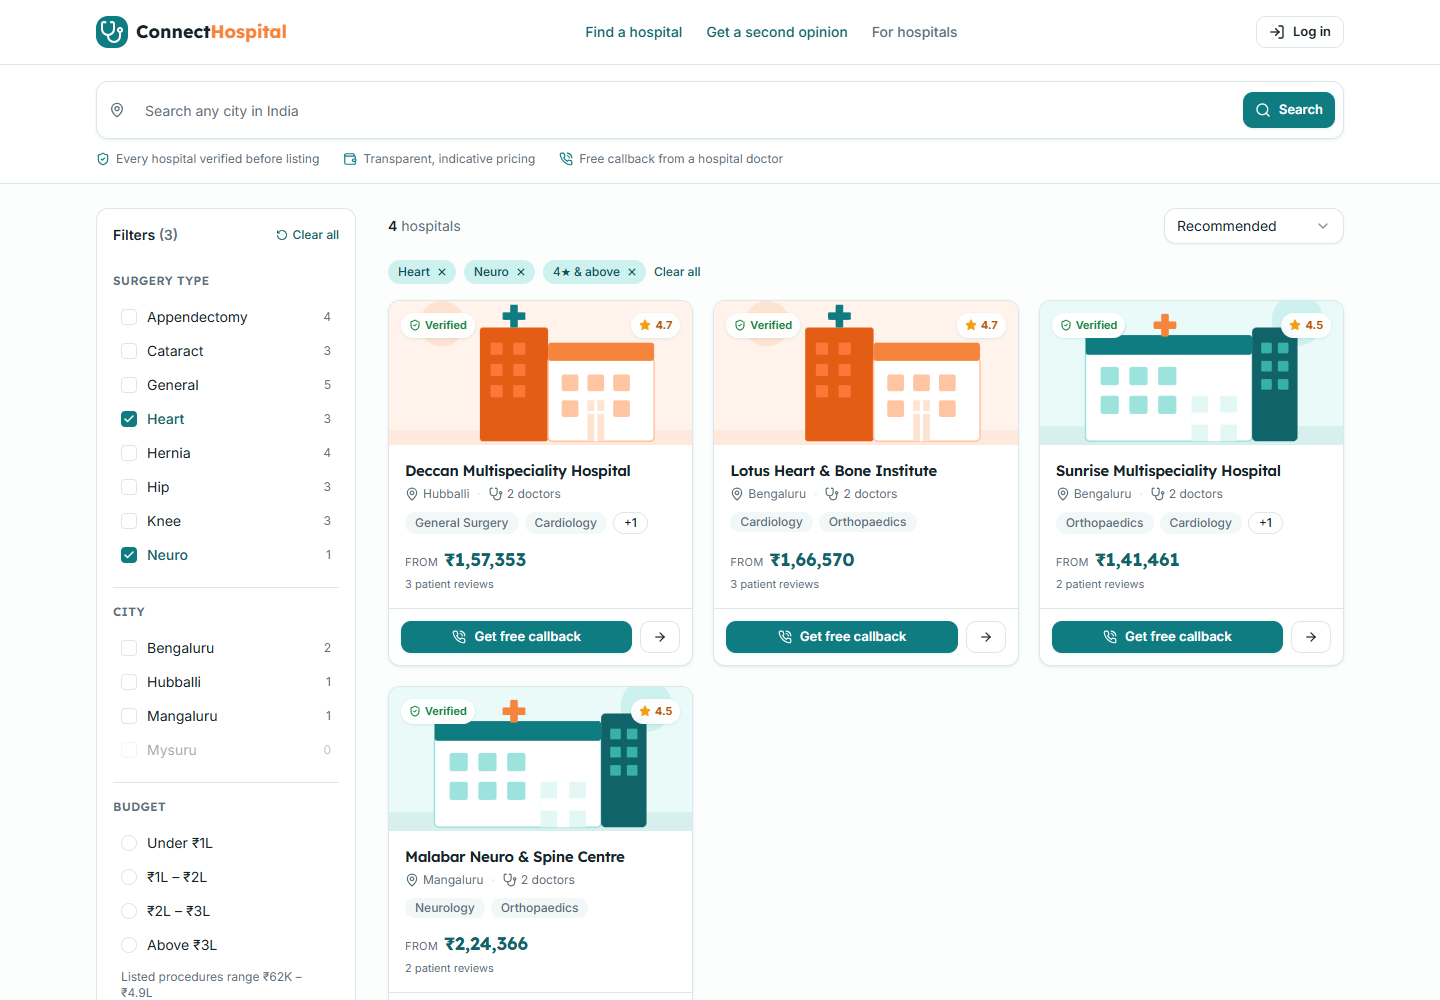 ConnectHospital
Find a hospital
Get a second opinion
For hospitals
Log in
Search any city in India
Search
Every hospital verified before listing
Transparent, indicative pricing
Free callback from a hospital doctor
Filters (3)
Clear all
SURGERY TYPE
Appendectomy 4
Cataract 3
General 5
Heart 3
Hernia 4
Hip 3
Knee 3
Neuro 1
CITY
Bengaluru 2
Hubballi 1
Mangaluru 1
Mysuru 0
BUDGET
Under ₹1L
₹1L – ₹2L
₹2L – ₹3L
Above ₹3L
Listed procedures range ₹62K –
₹4.9L
4 hospitals
Recommended
Heart ×
Neuro ×
4★ & above ×
Clear all
Verified
4.7
Deccan Multispeciality Hospital
Hubballi · 2 doctors
General Surgery Cardiology +1
FROM ₹1,57,353
3 patient reviews
Get free callback
Verified
4.7
Lotus Heart & Bone Institute
Bengaluru · 2 doctors
Cardiology Orthopaedics
FROM ₹1,66,570
3 patient reviews
Get free callback
Verified
4.5
Sunrise Multispeciality Hospital
Bengaluru · 2 doctors
Orthopaedics Cardiology +1
FROM ₹1,41,461
2 patient reviews
Get free callback
Verified
4.5
Malabar Neuro & Spine Centre
Mangaluru · 2 doctors
Neurology Orthopaedics
FROM ₹2,24,366
2 patient reviews